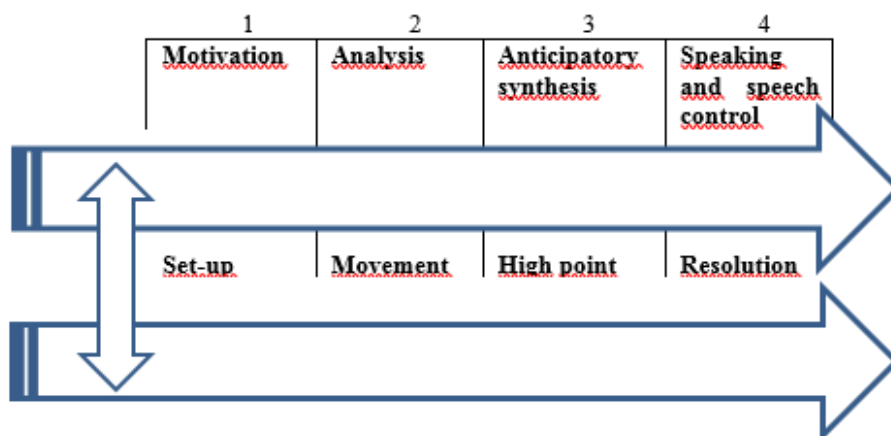 1 2 3 4
Motivation Analysis Anticipatory Speaking
synthesis and speech
control
Set-up Movement High point Resolution